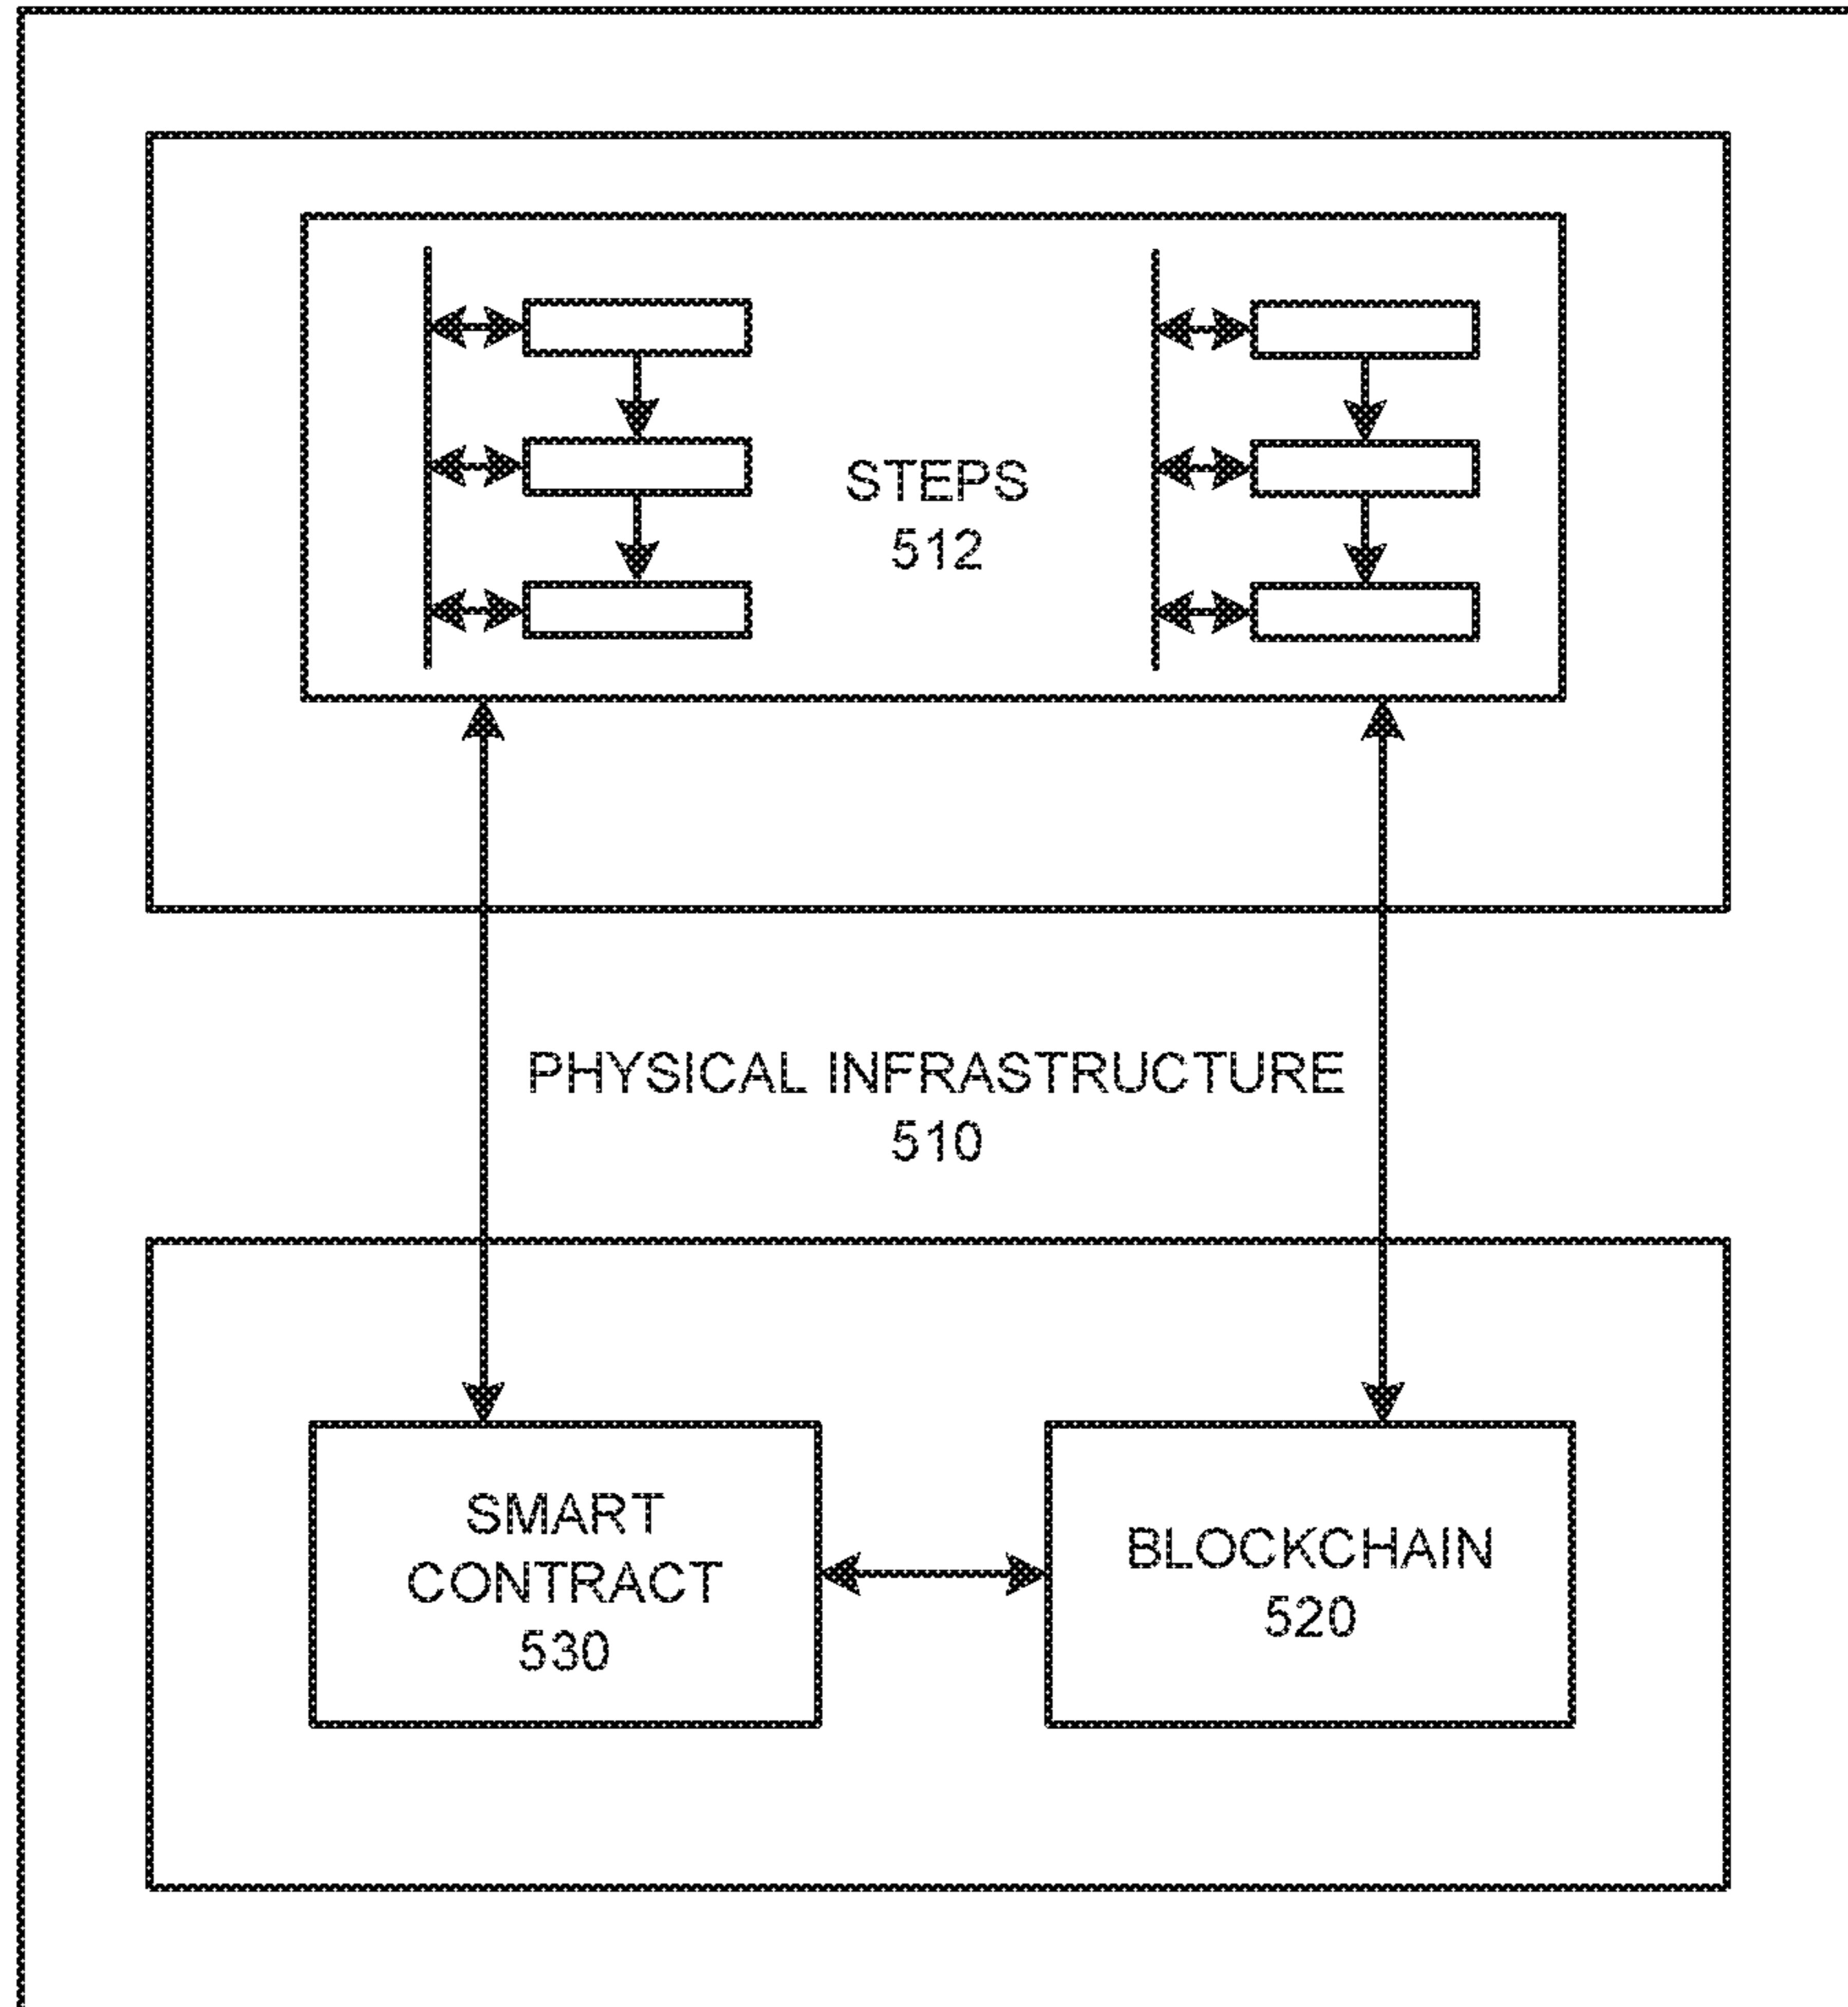 STEPS
512
PHYSICAL INFRASTRUCTURE
510
SMART
CONTRACT
530
BLOCKCHAIN
520